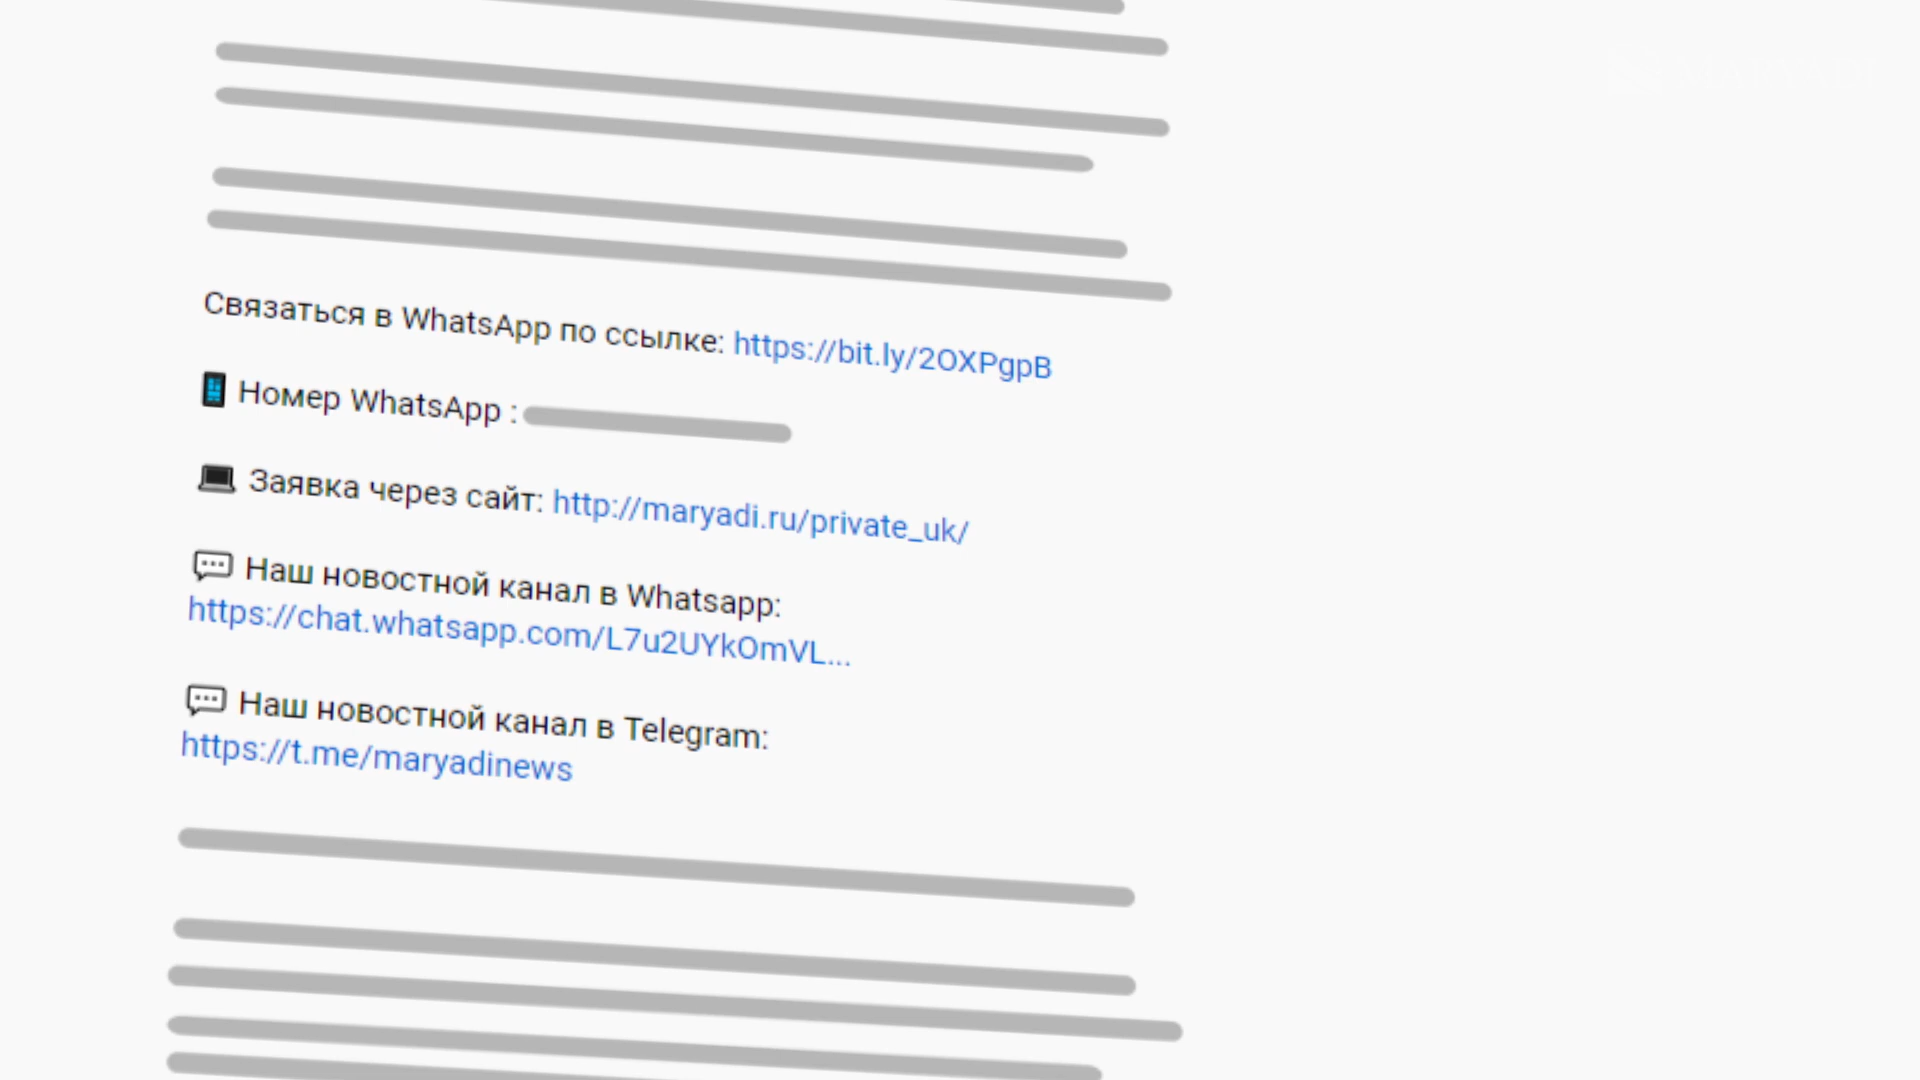 Связаться в WhatsApp по ссылке: https://bit.ly/2OXPgpB
Номер WhatsApp :
Заявка через сайт: http://maryadi.ru/private_uk/
Наш новостной канал в Whatsapp:
https://chat.whatsapp.com/L7u2UYkOmVL...
Наш новостной канал в Telegram:
https://t.me/maryadinews